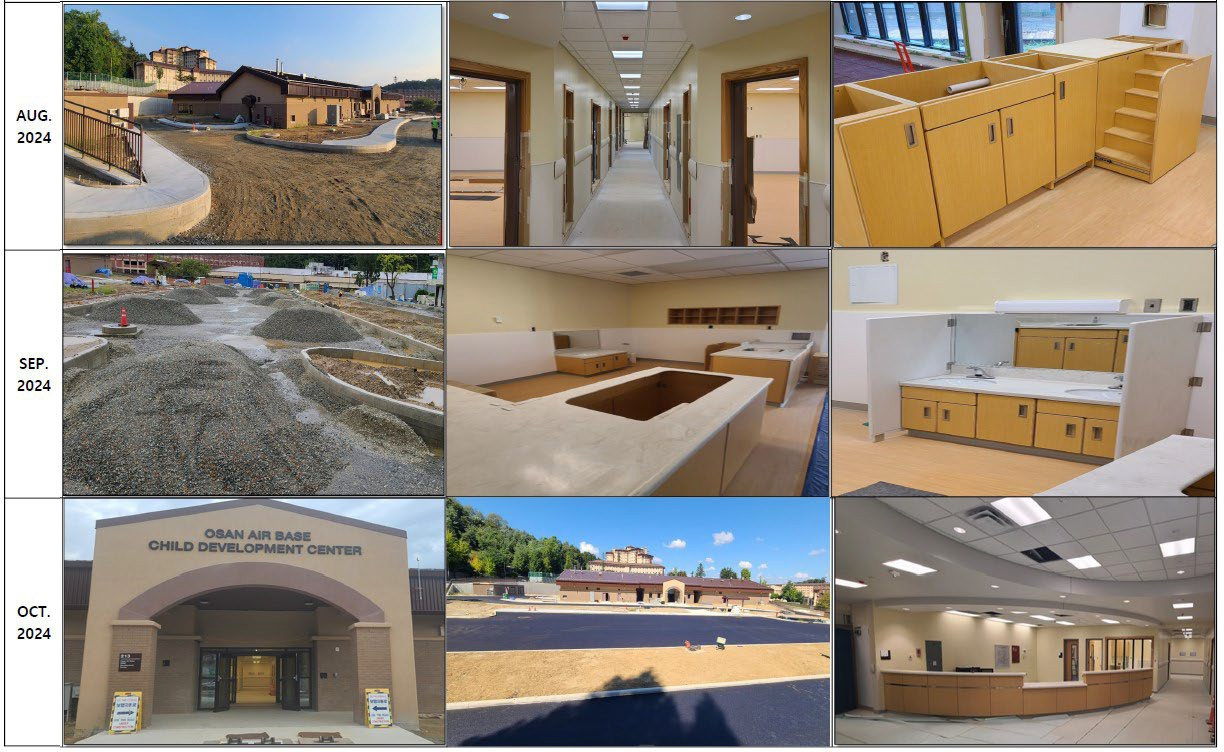 AUG.
2024
SEP.
2024
OCT.
2024
OSAN AIR BASE
CHILD DEVELOPMENT CENTER